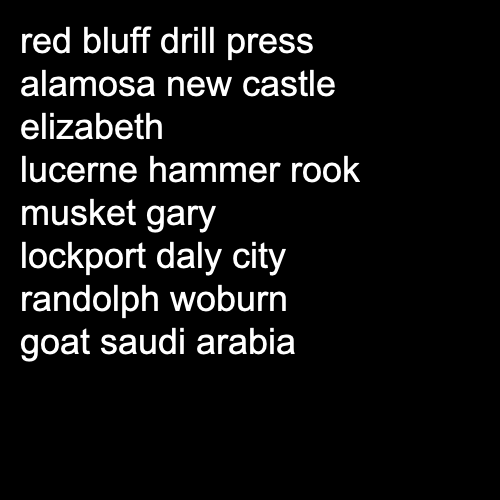 red bluff drill press
alamosa new castle
elizabeth
lucerne hammer rook
musket gary
lockport daly city
randolph woburn
goat saudi arabia